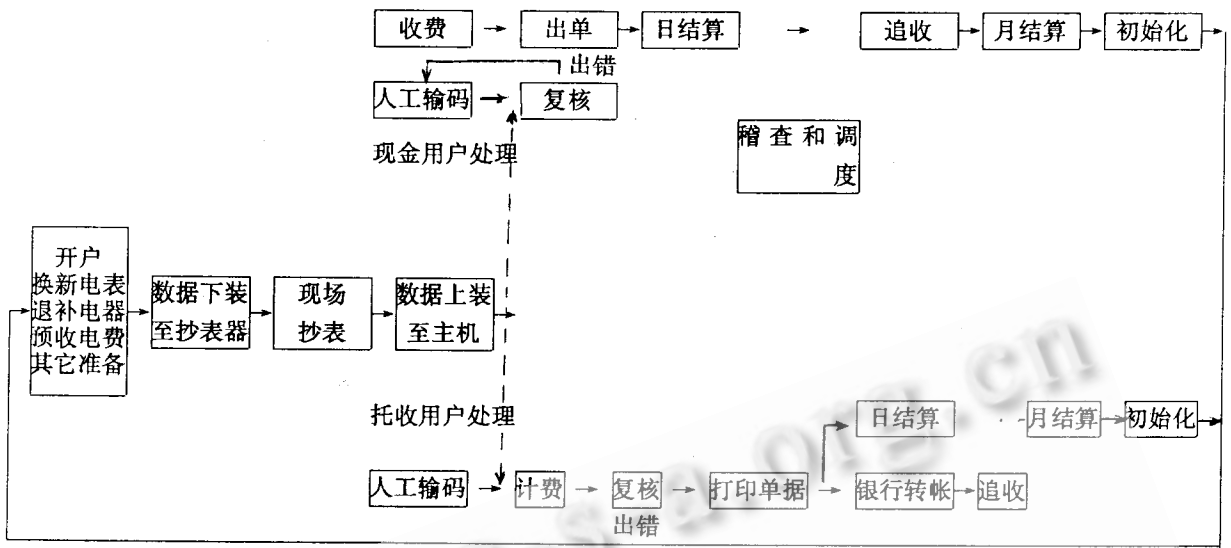 收费 出单 日结算 追收 月结算 初始化
出错
人工输码 复核
稽查和调
度
现金用户处理
开户
换新电表
退补电器
预收电费
其它准备
数据下装
至抄表器
现场
抄表
数据上装
至主机
托收用户处理
日结算 月结算 初始化
人工输码 计费 复核 打印单据 银行转帐 追收
出错
s.a.org.cn